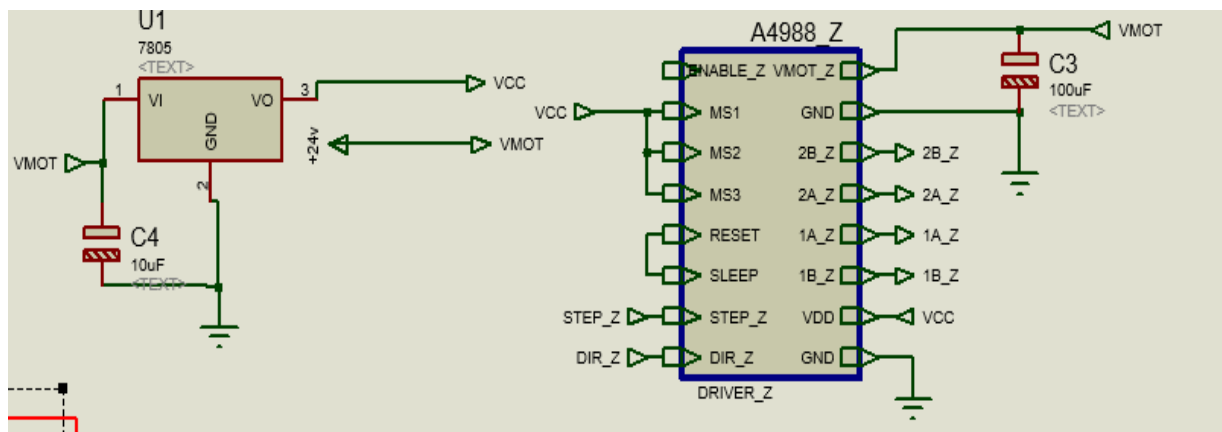 U1
7805
<TEXT>
1
VI
VO
3
GND
2
VCC
+24v
VMOT
VMOT
C4
10uF
<TEXT>
A4988_Z
ENABLE_Z
VMOT_Z
VMOT
C3
100uF
<TEXT>
VCC
MS1
GND
MS2
2B_Z
2B_Z
MS3
2A_Z
2A_Z
RESET
1A_Z
1A_Z
SLEEP
1B_Z
1B_Z
STEP_Z
STEP_Z
VDD
VCC
DIR_Z
DIR_Z
GND
DRIVER_Z